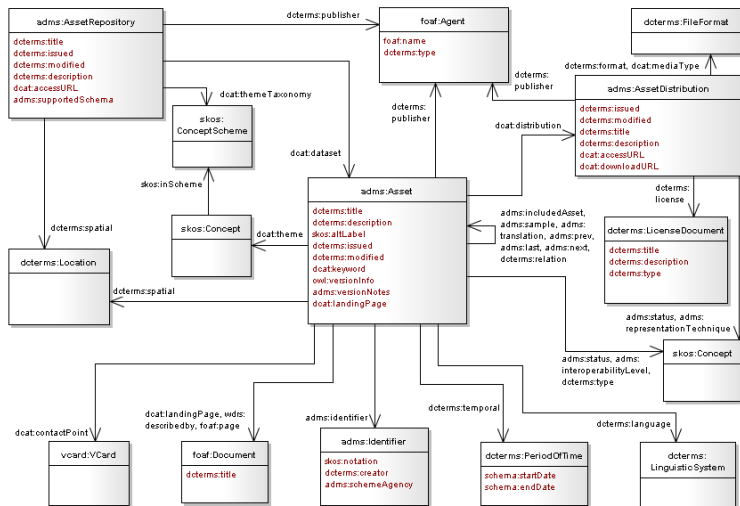 adms:AssetRepository
dcterms:title
dcterms:issued
dcterms:modified
dcterms:description
dcat:accessURL
adms:supportedSchema
dcterms:publisher
foaf:Agent
foaf:name
dcterms:type
dcterms:FileFormat
dcterms:format, dcat:mediaType
dcterms:
publisher
adms:AssetDistribution
dcterms:issued
dcterms:modified
dcterms:title
dcterms:description
dcat:accessURL
dcat:downloadURL
dcat:themeTaxonomy
skos:
ConceptScheme
dcterms:
publisher
dcat:distribution
dcat:dataset
skos:inScheme
adms:Asset
dcterms:title
dcterms:description
skos:altLabel
dcterms:issued
dcterms:modified
dcat:keyword
owl:versionInfo
adms:versionNotes
dcat:landingPage
dcterms:
license
adms:includedAsset,
adms:sample, adms:
translation, adms:prev,
adms:last, adms:next,
dcterms:relation
dcterms:LicenseDocument
dcterms:title
dcterms:description
dcterms:type
skos:Concept
dcat:theme
dcterms:spatial
dcterms:Location
dcterms:spatial
adms:status, adms:
representationTechnique
skos:Concept
adms:status, adms:
interoperabilityLevel,
dcterms:type
dcat:contactPoint
dcat:landingPage, wdrs:
describedby, foaf:page
adms:identifier
dcterms:temporal
dcterms:language
vcard:VCard
foaf:Document
dcterms:title
adms:Identifier
skos:notation
dcterms:creator
adms:schemeAgency
dcterms:PeriodOfTime
schema:startDate
schema:endDate
dcterms:
LinguisticSystem